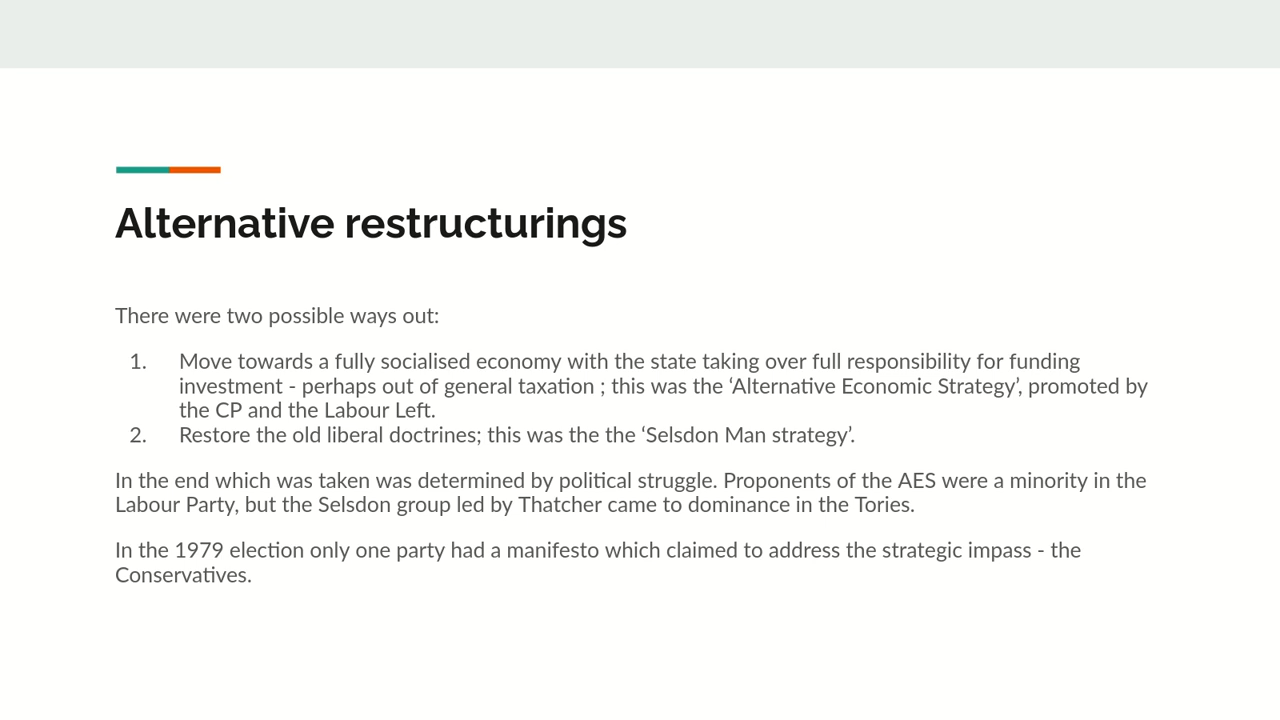 Alternative restructurings
There were two possible ways out:
1. Move towards a fully socialised economy with the state taking over full responsibility for funding
investment - perhaps out of general taxation ; this was the ‘Alternative Economic Strategy’, promoted by
the CP and the Labour Left.
2. Restore the old liberal doctrines; this was the the ‘Selsdon Man strategy’.
In the end which was taken was determined by political struggle. Proponents of the AES were a minority in the
Labour Party, but the Selsdon group led by Thatcher came to dominance in the Tories.
In the 1979 election only one party had a manifesto which claimed to address the strategic impass - the
Conservatives.